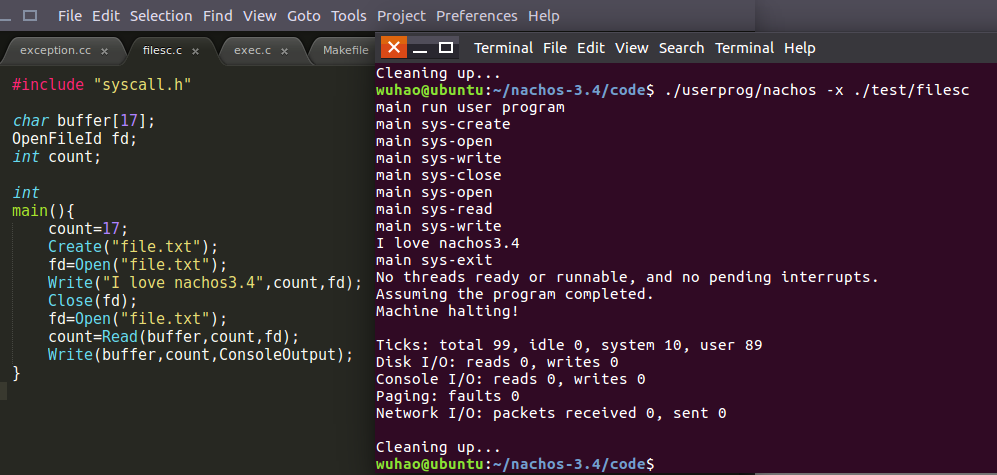 File Edit Selection Find View Goto Tools Project Preferences Help
exception.cc × filesc.c × exec.c × Makefile
#include "syscall.h"
char buffer[17];
OpenFileId fd;
int count;
int
main(){
    count=17;
    Create("file.txt");
    fd=Open("file.txt");
    Write("I love nachos3.4",count,fd);
    Close(fd);
    fd=Open("file.txt");
    count=Read(buffer,count,fd);
    Write(buffer,count,ConsoleOutput);
}
Terminal File Edit View Search Terminal Help
Cleaning up...
wuhao@ubuntu:~/nachos-3.4/code$ ./userprog/nachos -x ./test/filesc
main run user program
main sys-create
main sys-open
main sys-write
main sys-close
main sys-open
main sys-read
main sys-write
I love nachos3.4
main sys-exit
No threads ready or runnable, and no pending interrupts.
Assuming the program completed.
Machine halting!
Ticks: total 99, idle 0, system 10, user 89
Disk I/O: reads 0, writes 0
Console I/O: reads 0, writes 0
Paging: faults 0
Network I/O: packets received 0, sent 0
Cleaning up...
wuhao@ubuntu:~/nachos-3.4/code$